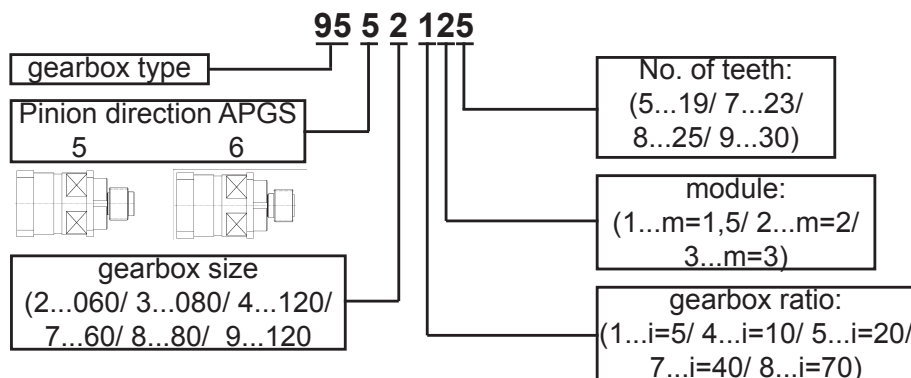 95 5 2 125
gearbox type
Pinion direction APGS
5 6
gearbox size
(2...060/ 3...080/ 4...120/
7...60/ 8...80/ 9...120
No. of teeth:
(5...19/ 7...23/
8...25/ 9...30)
module:
(1...m=1,5/ 2...m=2/
3...m=3)
gearbox ratio:
(1...i=5/ 4...i=10/ 5...i=20/
7...i=40/ 8...i=70)